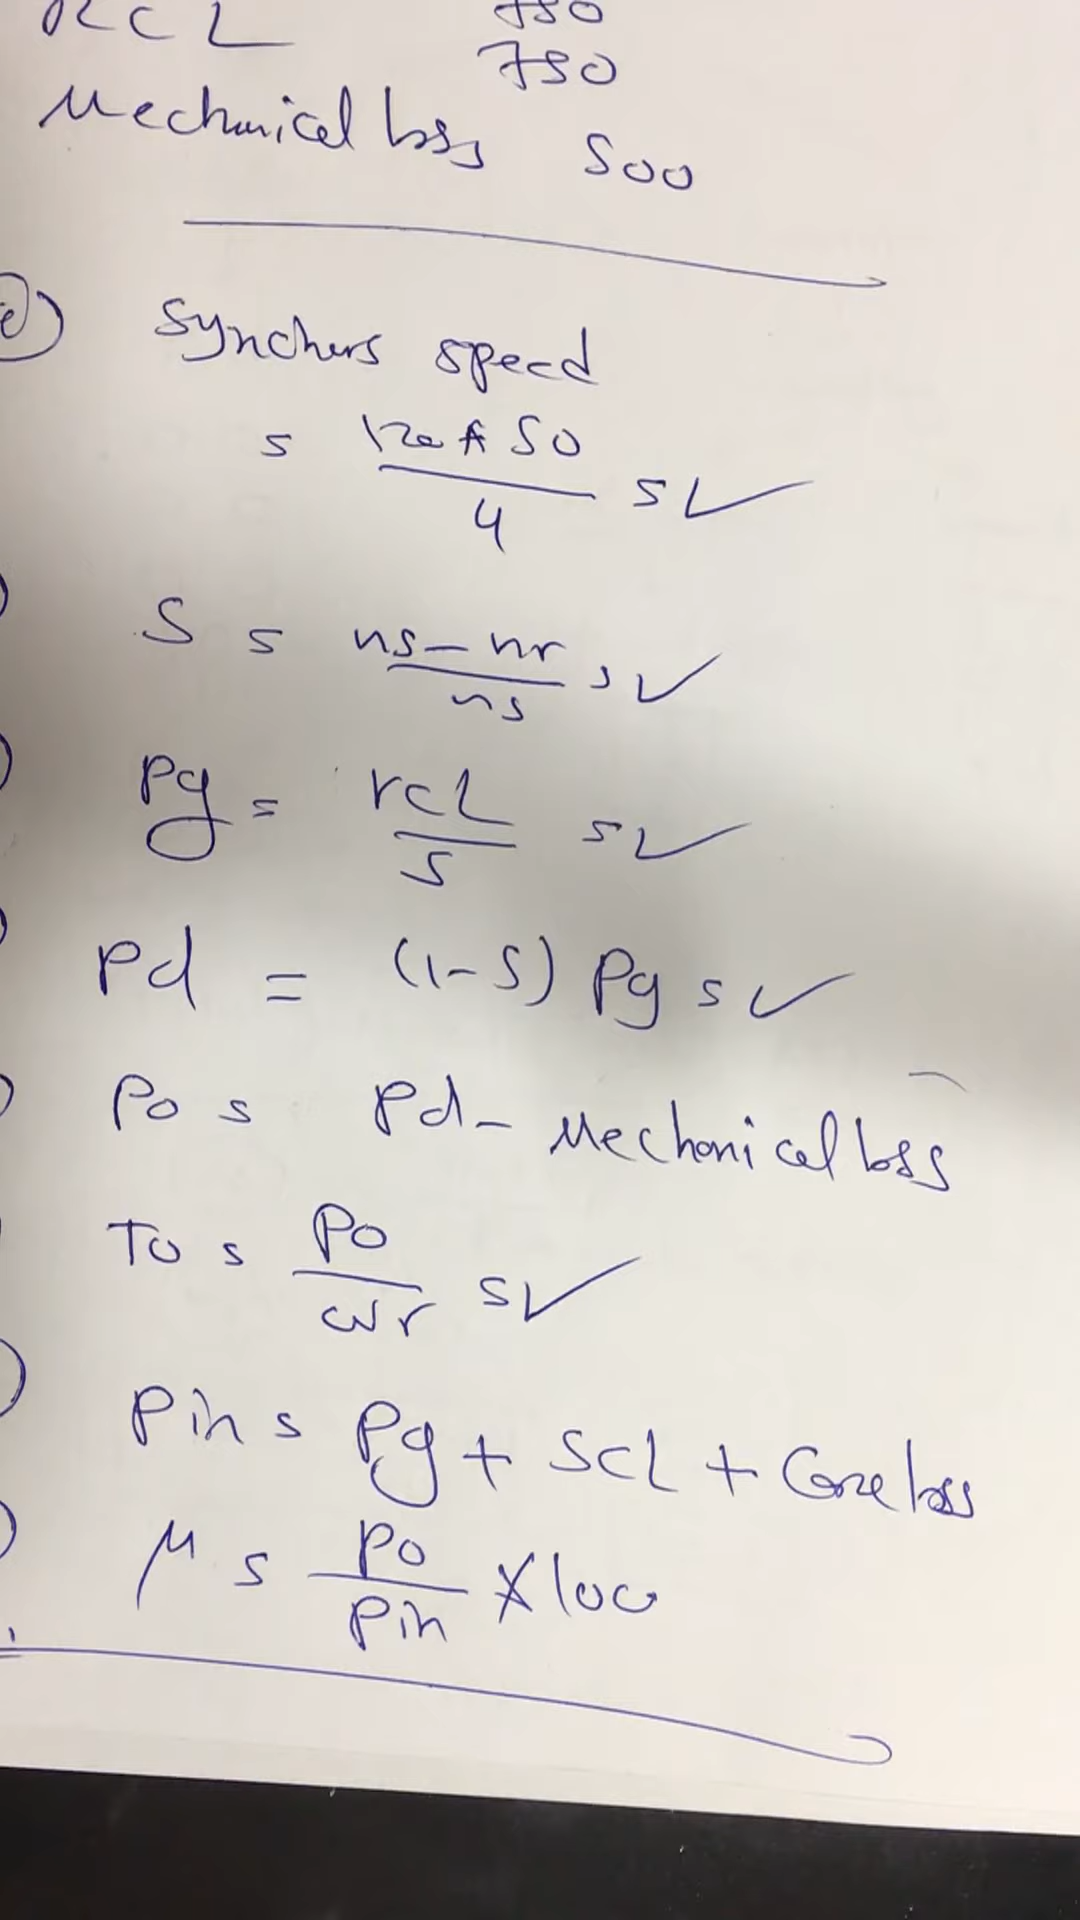 RCL 750
750
Mechanical loss 500
e) Synchors speed
= 120 * 50 / 4 = ✓
S = ns - nr / ns = ✓
Pg = rcL / S = ✓
Pd = (1-S) Pg = ✓
Po = Pd - Mechanical loss
To = Po / ωr = ✓
Pin = Pg + SCL + Core loss
μ = Po / Pin × 100